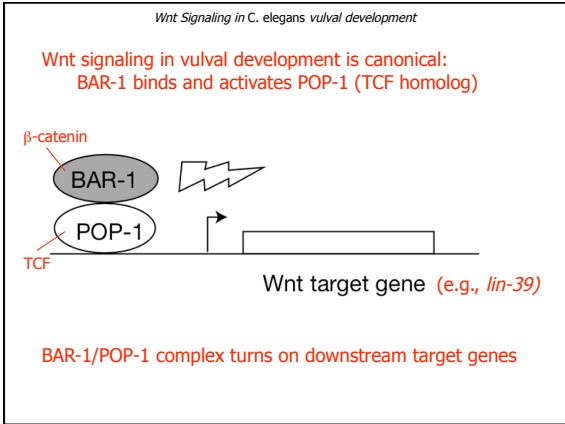 Wnt Signaling in C. elegans vulval development
Wnt signaling in vulval development is canonical:
BAR-1 binds and activates POP-1 (TCF homolog)
β-catenin
BAR-1
POP-1
TCF
Wnt target gene (e.g., lin-39)
BAR-1/POP-1 complex turns on downstream target genes